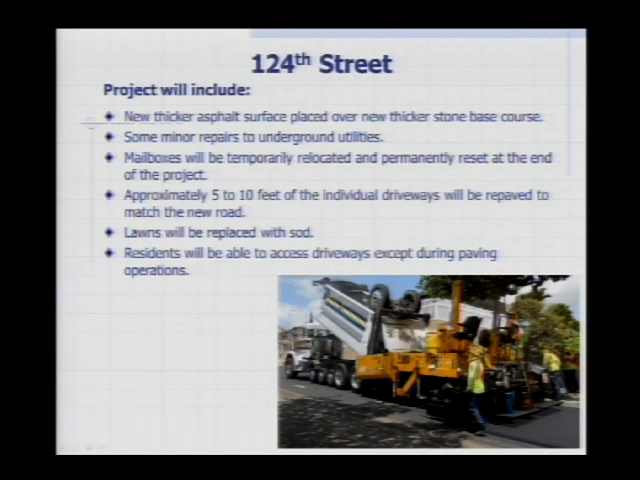 124th Street
Project will include:
New thicker asphalt surface placed over new thicker stone base course.
Some minor repairs to underground utilities.
Mailboxes will be temporarily relocated and permanently reset at the end
of the project.
Approximately 5 to 10 feet of the individual driveways will be repaved to
match the new road.
Lawns will be replaced with sod.
Residents will be able to access driveways except during paving
operations.